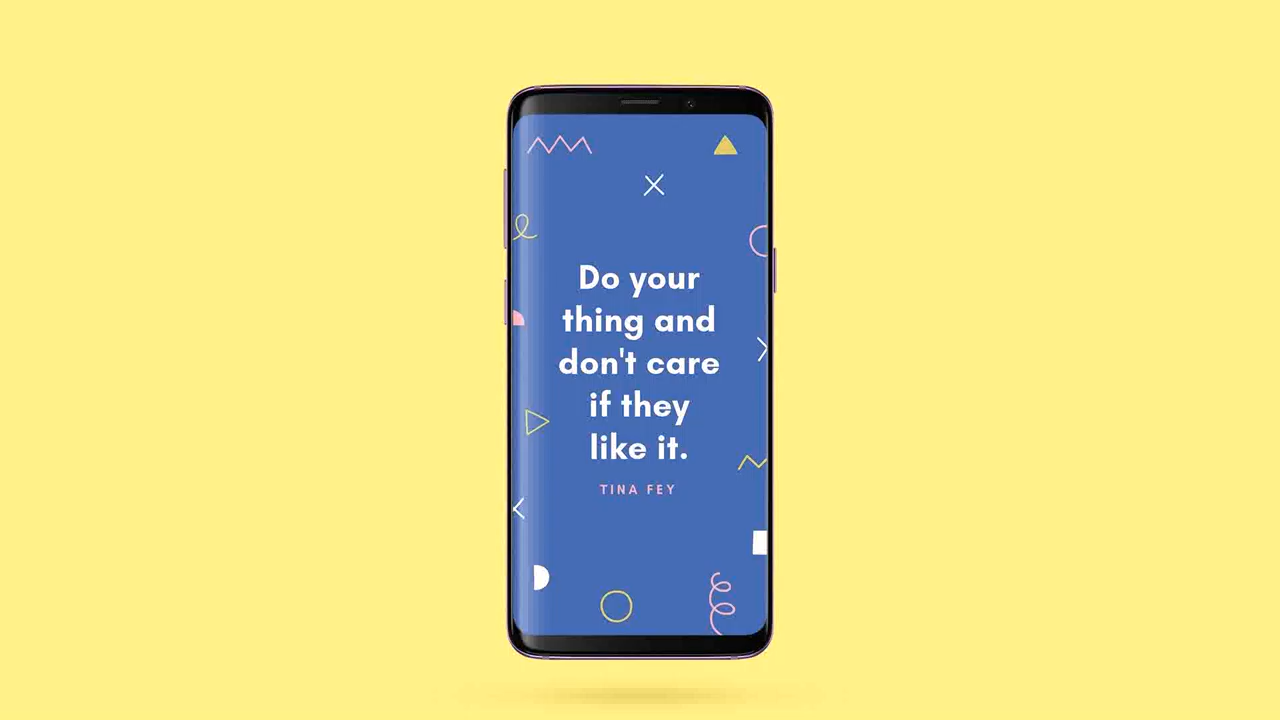 Do your
thing and
don't care
if they
like it.
TINA FEY